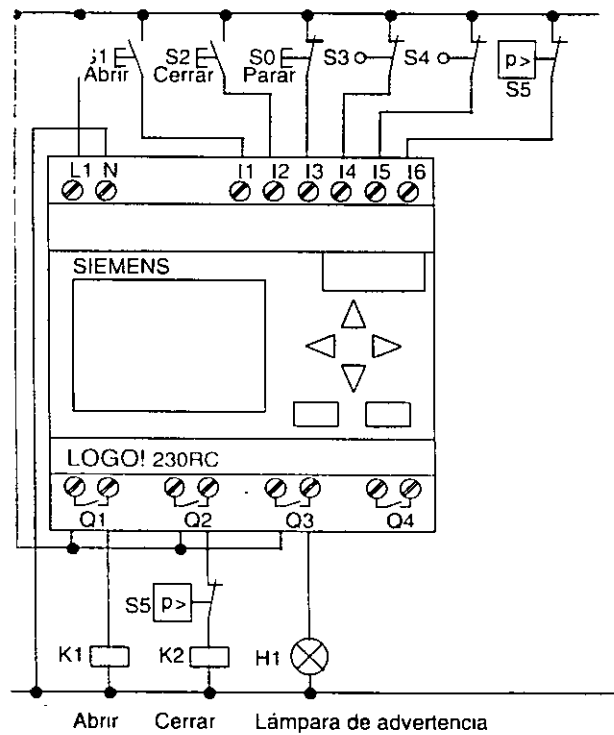 S1 S2 S0 S3 S4 p>
Abrir Cerrar Parar S5
L1 N I1 I2 I3 I4 I5 I6
SIEMENS
LOGO! 230RC
Q1 Q2 Q3 Q4
S5 p>
K1 K2 H1
Abrir Cerrar Lámpara de advertencia